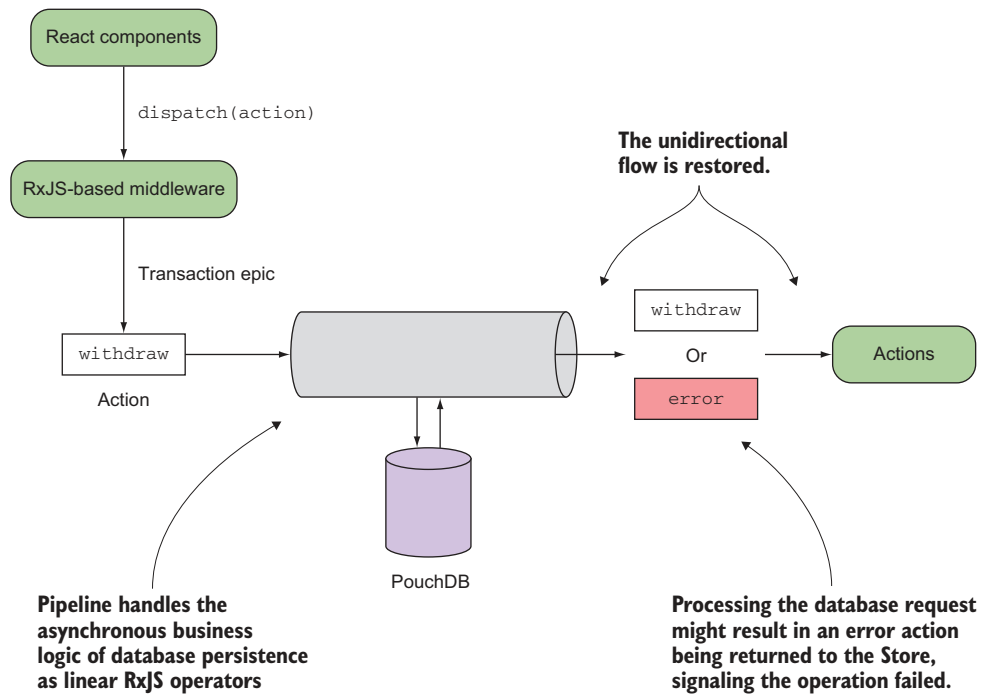 React components
dispatch(action)
The unidirectional
flow is restored.
RxJS-based middleware
Transaction epic
withdraw
Action
withdraw
Or
error
Actions
PouchDB
Pipeline handles the
asynchronous business
logic of database persistence
as linear RxJS operators
Processing the database request
might result in an error action
being returned to the Store,
signaling the operation failed.